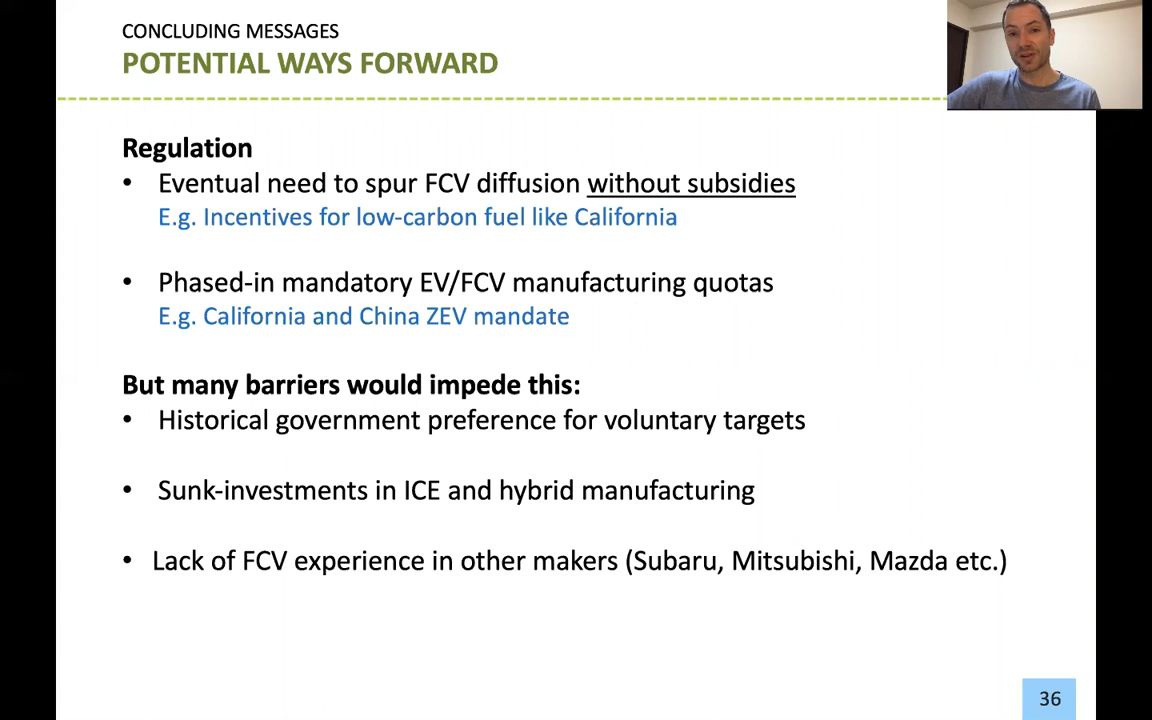 CONCLUDING MESSAGES
POTENTIAL WAYS FORWARD
Regulation
• Eventual need to spur FCV diffusion without subsidies
E.g. Incentives for low-carbon fuel like California
• Phased-in mandatory EV/FCV manufacturing quotas
E.g. California and China ZEV mandate
But many barriers would impede this:
• Historical government preference for voluntary targets
• Sunk-investments in ICE and hybrid manufacturing
• Lack of FCV experience in other makers (Subaru, Mitsubishi, Mazda etc.)
36